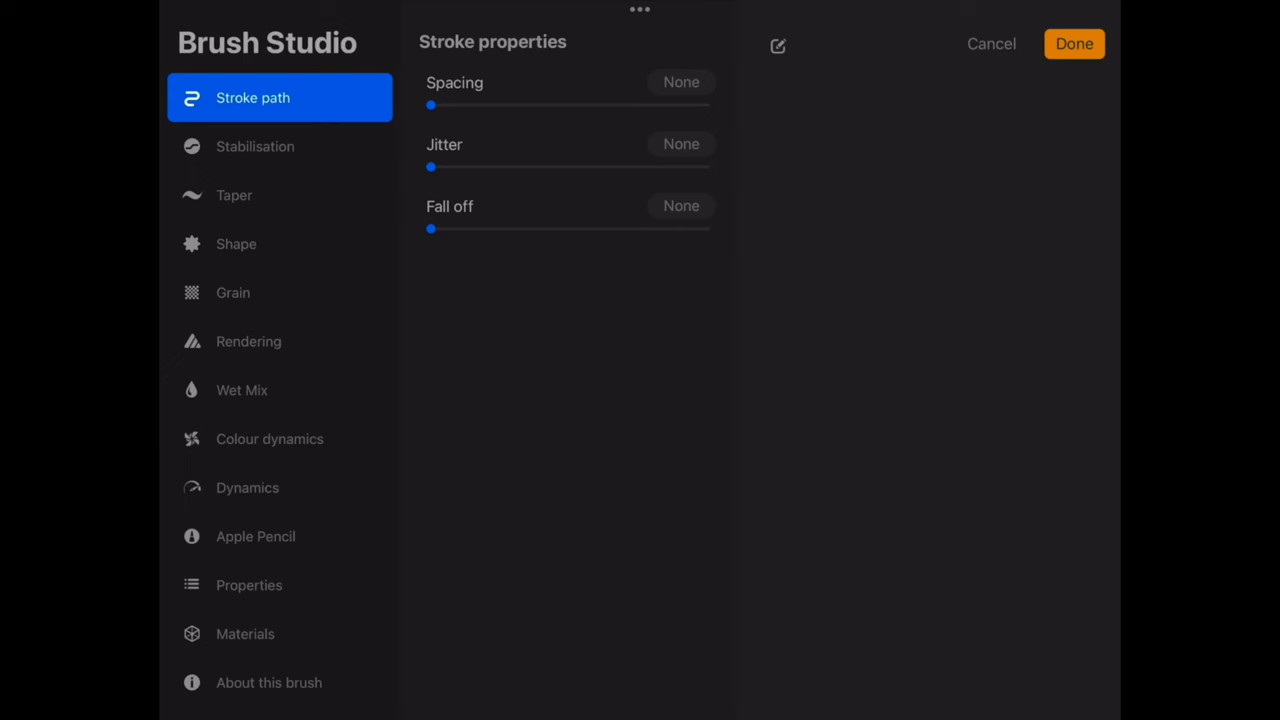 Brush Studio
Stroke path
Stabilisation
Taper
Shape
Grain
Rendering
Wet Mix
Colour dynamics
Dynamics
Apple Pencil
Properties
Materials
About this brush
Stroke properties
Spacing None
Jitter None
Fall off None
Cancel Done